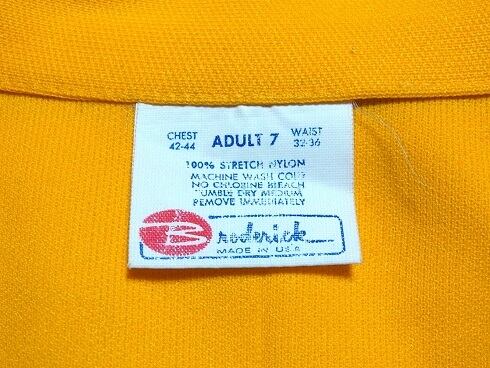 CHEST ADULT 7 WAIST
42-44 32-36
100% STRETCH NYLON
MACHINE WASH COLD
NO CHLORINE BLEACH
TUMBLE DRY MEDIUM
REMOVE IMMEDIATELY
B Broderick
MADE IN U.S.A.